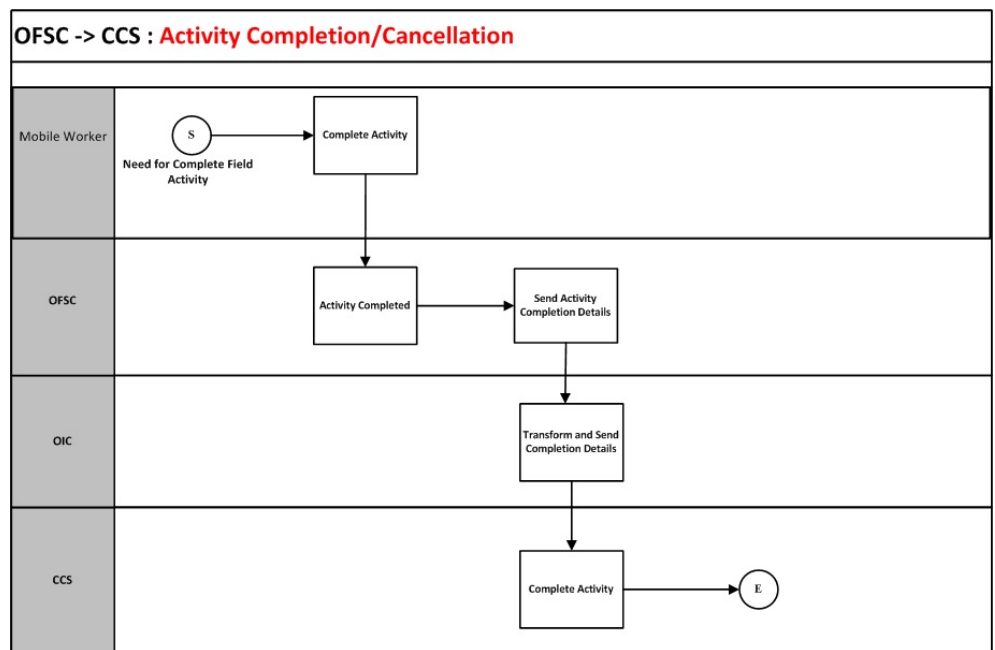 OFSC -> CCS : Activity Completion/Cancellation
Mobile Worker
S
Need for Complete Field
Activity
Complete Activity
OFSC
Activity Completed
Send Activity
Completion Details
OIC
Transform and Send
Completion Details
CCS
Complete Activity
E